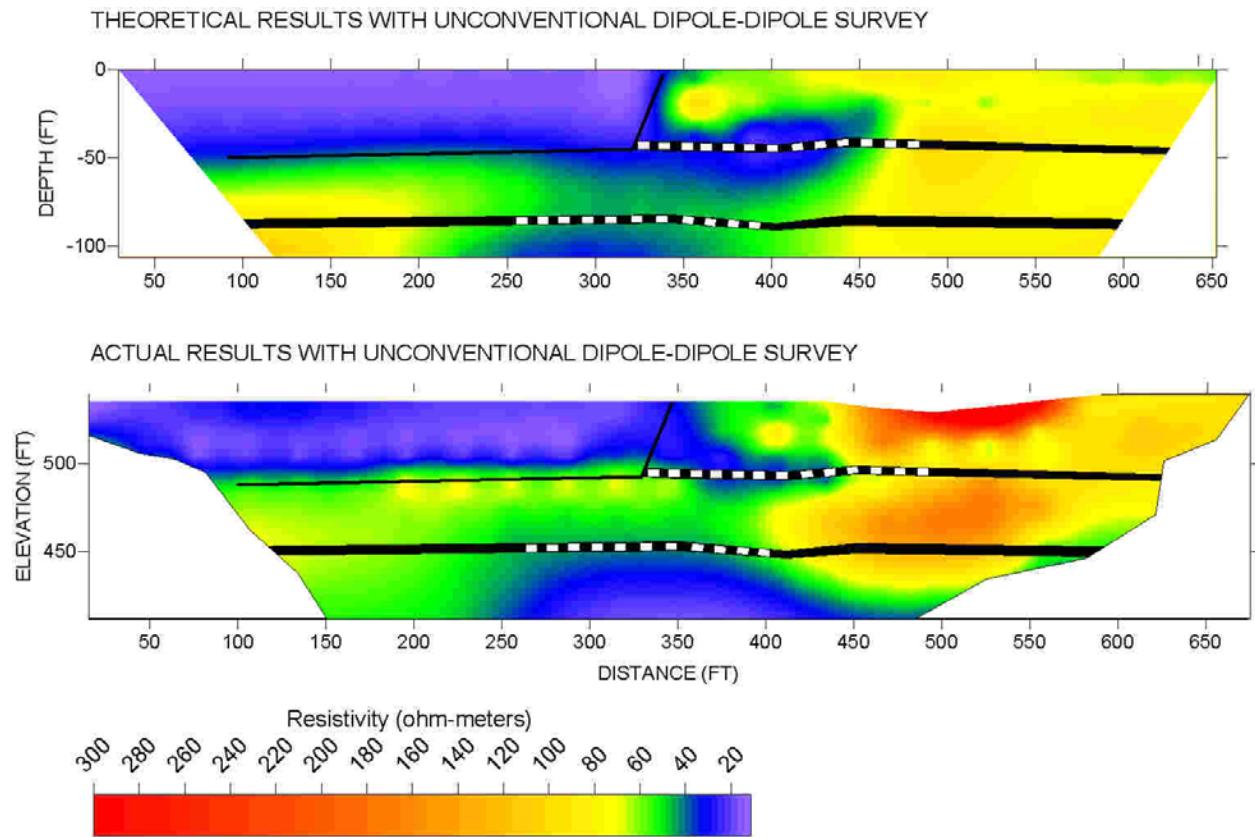 THEORETICAL RESULTS WITH UNCONVENTIONAL DIPOLE-DIPOLE SURVEY
DEPTH (FT)
0
-50
-100
50 100 150 200 250 300 350 400 450 500 550 600 650
ACTUAL RESULTS WITH UNCONVENTIONAL DIPOLE-DIPOLE SURVEY
ELEVATION (FT)
500
450
50 100 150 200 250 300 350 400 450 500 550 600 650
DISTANCE (FT)
Resistivity (ohm-meters)
300 280 260 240 220 200 180 160 140 120 100 80 60 40 20